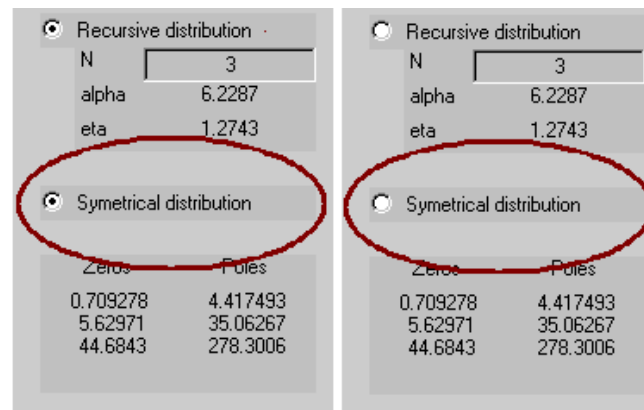 Recursive distribution
N 3
alpha 6.2287
eta 1.2743
Symetrical distribution
Zeros Poles
0.709278 4.417493
5.62971 35.06267
44.6843 278.3006
Recursive distribution
N 3
alpha 6.2287
eta 1.2743
Symetrical distribution
Zeros Poles
0.709278 4.417493
5.62971 35.06267
44.6843 278.3006